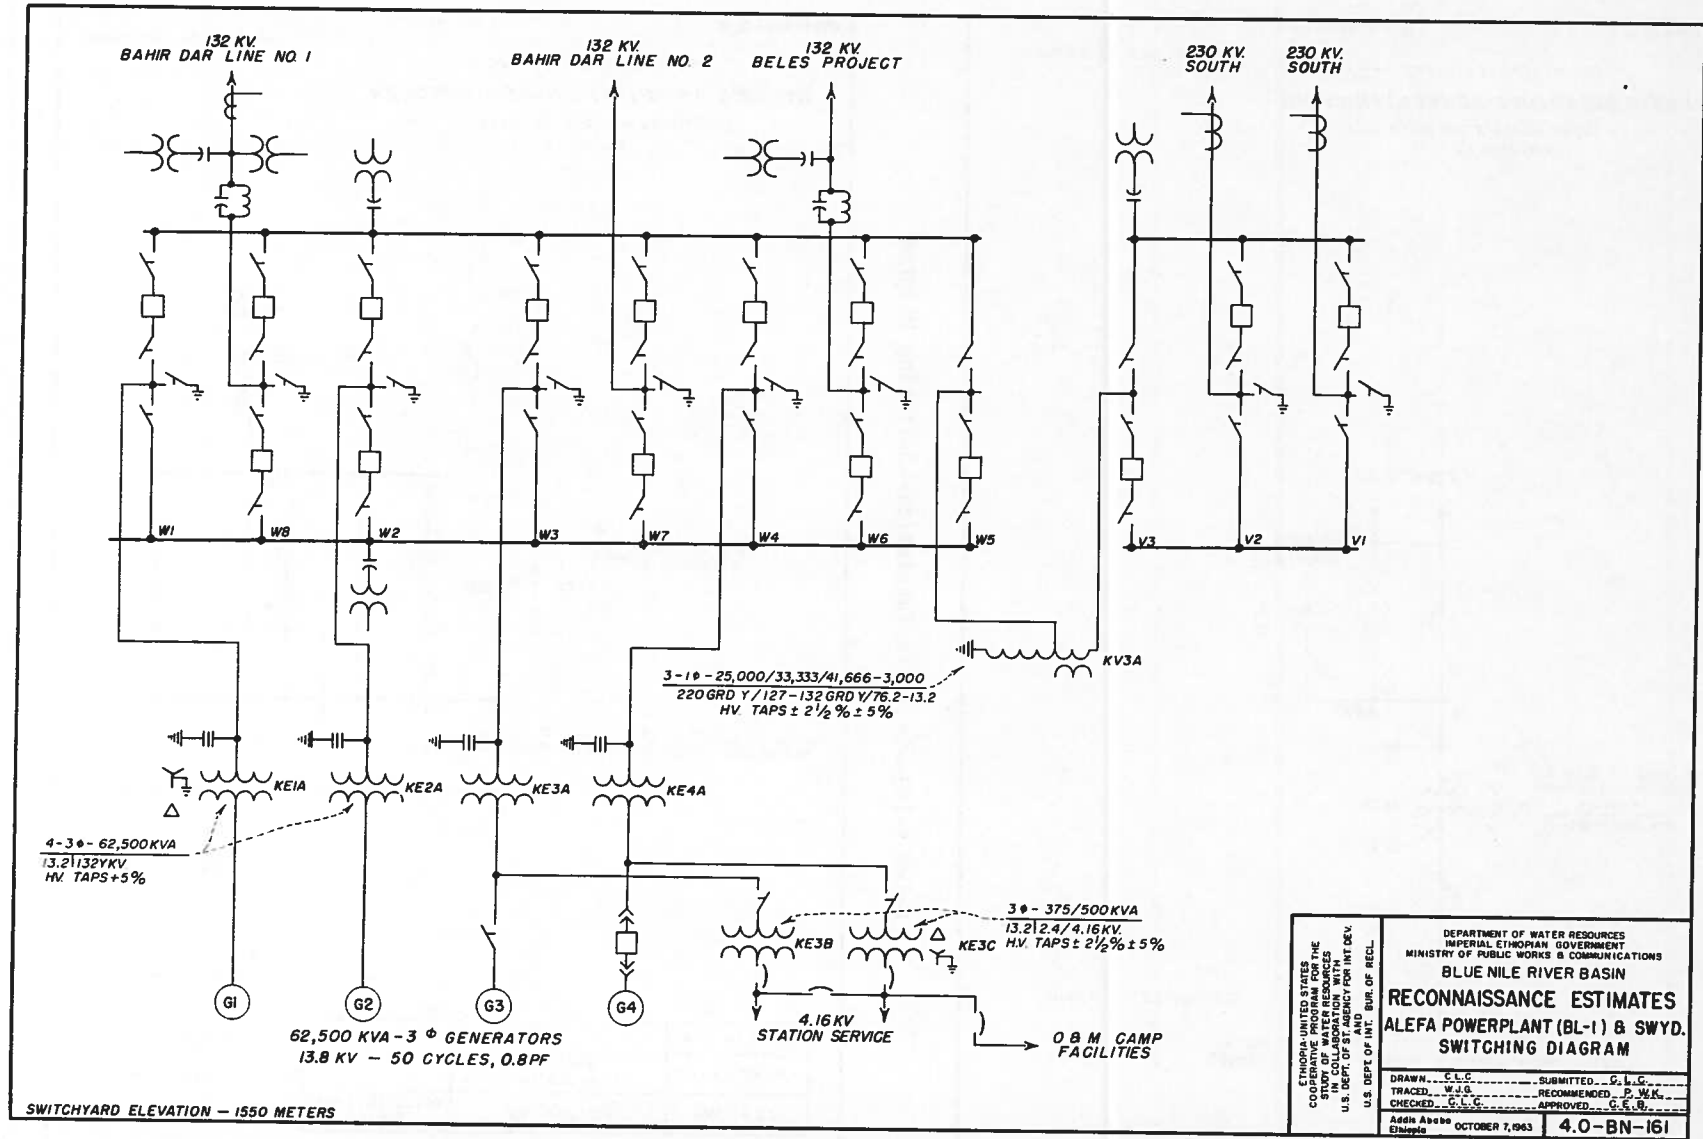 132 KV.
BAHIR DAR LINE NO. 1
132 KV.
BAHIR DAR LINE NO. 2
132 KV.
BELES PROJECT
230 KV.
SOUTH
230 KV.
SOUTH
W1
W8
W2
W3
W7
W4
W6
W5
V3
V2
V1
KV3A
3-1φ-25,000/33,333/41,666-3,000
220 GRD Y/127-132 GRD Y/76.2-13.2
HV. TAPS ± 2 1/2 % ± 5%
KE1A
KE2A
KE3A
KE4A
4-3φ-62,500 KVA
13.2|132Y KV
HV. TAPS+5%
3φ-375/500 KVA
13.2|2.4/4.16 KV.
H.V. TAPS ± 2 1/2% ± 5%
KE3B
KE3C
G1
G2
G3
G4
62,500 KVA-3 φ GENERATORS
13.8 KV - 50 CYCLES, 0.8PF
4.16 KV
STATION SERVICE
O & M CAMP
FACILITIES
SWITCHYARD ELEVATION - 1550 METERS
ETHIOPIA-UNITED STATES
COOPERATIVE PROGRAM FOR THE
STUDY OF WATER RESOURCES
IN COLLABORATION WITH
U.S. DEPT. OF ST. AGENCY FOR INT DEV.
AND
U.S. DEPT. OF INT. BUR. OF RECL.
DEPARTMENT OF WATER RESOURCES
IMPERIAL ETHIOPIAN GOVERNMENT
MINISTRY OF PUBLIC WORKS & COMMUNICATIONS
BLUE NILE RIVER BASIN
RECONNAISSANCE ESTIMATES
ALEFA POWERPLANT (BL-1) & SWYD.
SWITCHING DIAGRAM
DRAWN C.L.C. SUBMITTED C.L.C.
TRACED W.J.G. RECOMMENDED P.W.K.
CHECKED C.L.C. APPROVED C.E.B.
Addis Ababa
Ethiopia
OCTOBER 7, 1963
4.0-BN-161